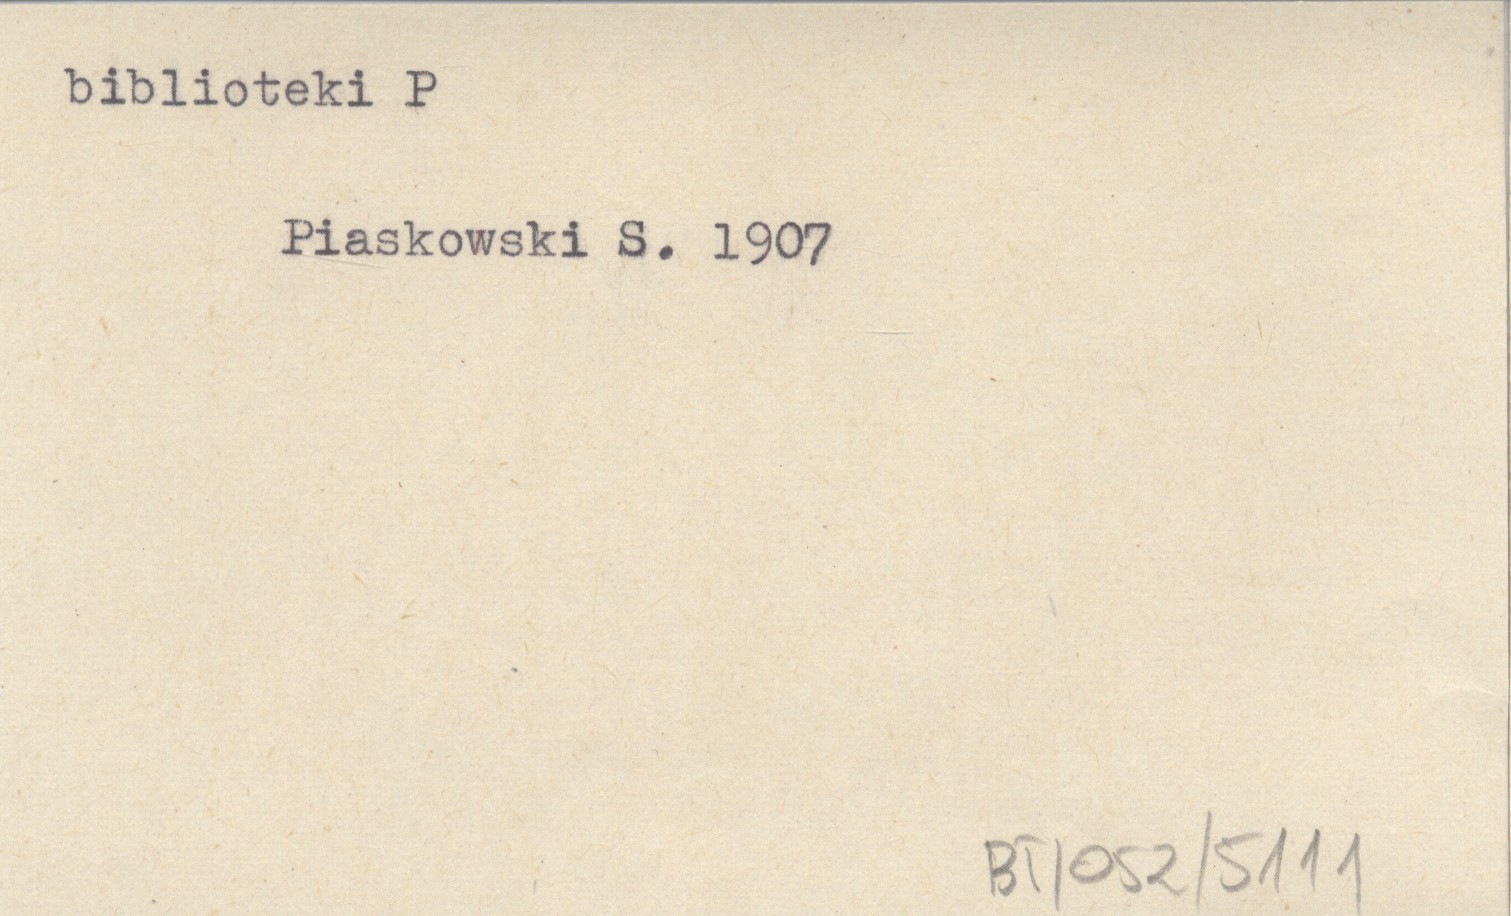 biblioteki P
Piaskowski S. 1907
BT/052/5111